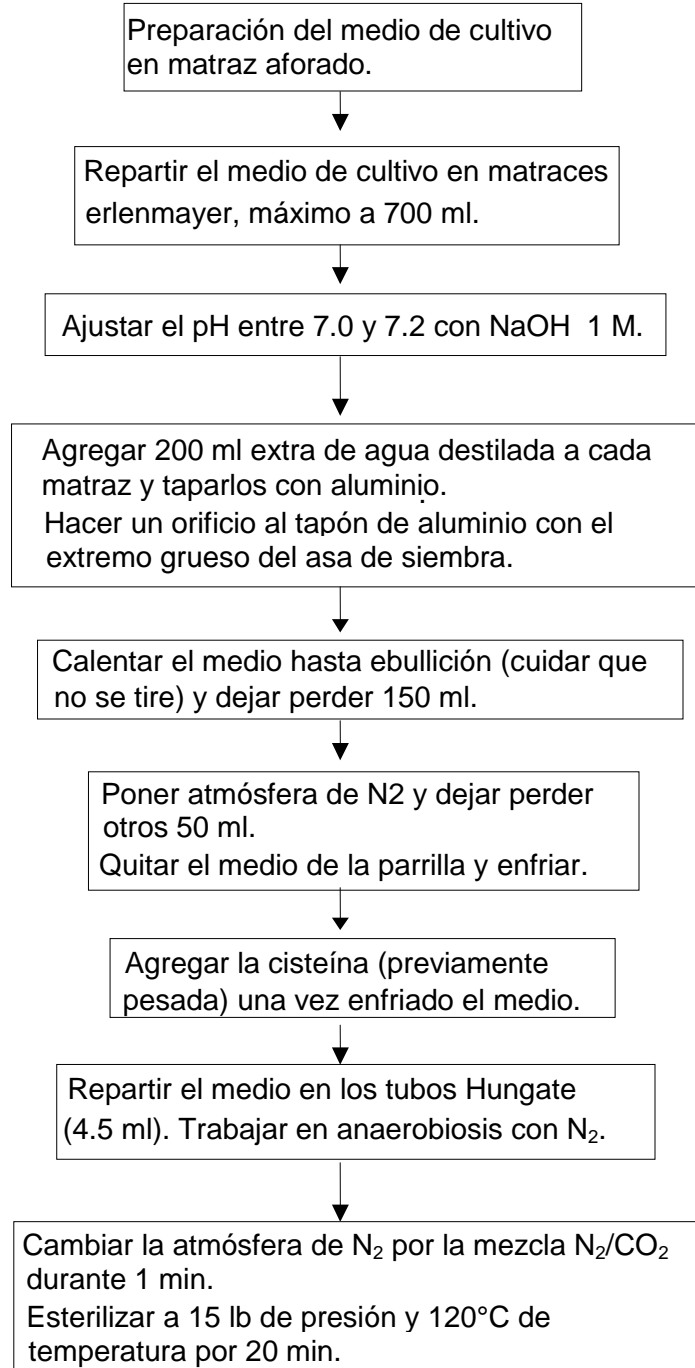 Preparación del medio de cultivo
en matraz aforado.
Repartir el medio de cultivo en matraces
erlenmayer, máximo a 700 ml.
Ajustar el pH entre 7.0 y 7.2 con NaOH 1 M.
Agregar 200 ml extra de agua destilada a cada
matraz y taparlos con aluminio.
Hacer un orificio al tapón de aluminio con el
extremo grueso del asa de siembra.
Calentar el medio hasta ebullición (cuidar que
no se tire) y dejar perder 150 ml.
Poner atmósfera de N2 y dejar perder
otros 50 ml.
Quitar el medio de la parrilla y enfriar.
Agregar la cisteína (previamente
pesada) una vez enfriado el medio.
Repartir el medio en los tubos Hungate
(4.5 ml). Trabajar en anaerobiosis con N₂.
Cambiar la atmósfera de N₂ por la mezcla N₂/CO₂
durante 1 min.
Esterilizar a 15 lb de presión y 120°C de
temperatura por 20 min.